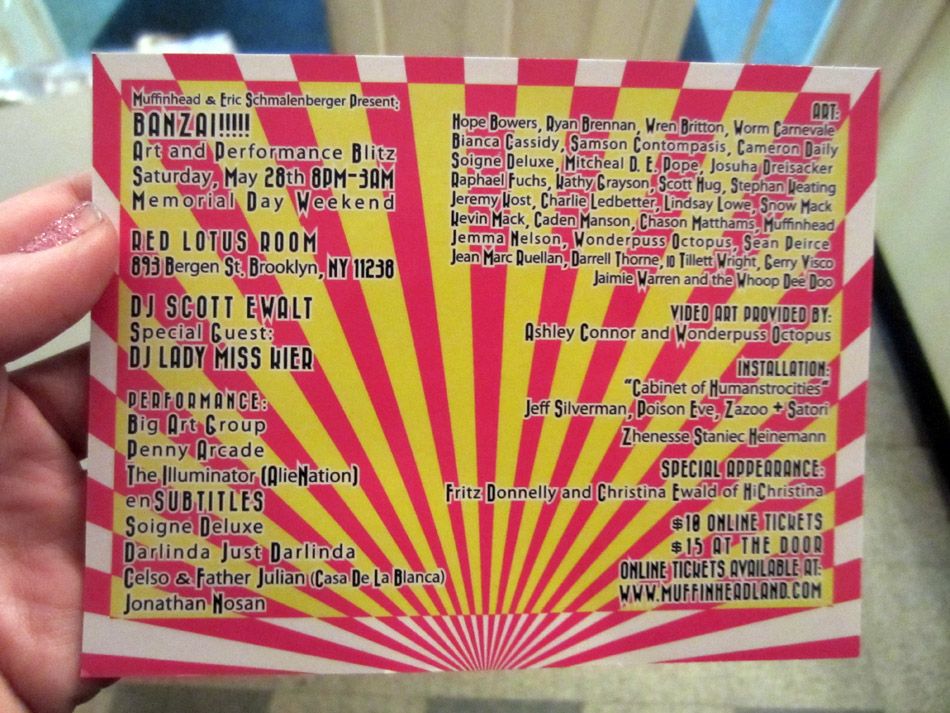 Muffinhead & Eric Schmalenberger Present:
BANZAI!!!!!
Art and Performance Blitz
Saturday, May 28th 8PM-3AM
Memorial Day Weekend
RED LOTUS ROOM
893 Bergen St, Brooklyn, NY 11238
DJ SCOTT EWALT
Special Guest:
DJ LADY MISS KIER
PERFORMANCE:
Big Art Group
Penny Arcade
The Illuminator (AlieNation)
enSUBTITLES
Soigne Deluxe
Darlinda Just Darlinda
Celso & Father Julian (Casa De La Blanca)
Jonathan Nosan
ART:
Hope Bowers, Ryan Brennan, Wren Britton, Worm Carnevale
Bianca Cassidy, Samson Contompasis, Cameron Daily
Soigne Deluxe, Mitcheal D. E. Pope, Josuha Dreisacker
Raphael Fuchs, Kathy Grayson, Scott Hug, Stephan Keating
Jeremy Kost, Charlie Ledbetter, Lindsay Lowe, Snow Mack
Kevin Mack, Caden Manson, Chason Matthams, Muffinhead
Jemma Nelson, Wonderpuss Octopus, Sean Peirce
Jean Marc Ruellan, Darrell Thorne, iO Tillett Wright, Gerry Visco
Jaimie Warren and the Whoop Dee Doo
VIDEO ART PROVIDED BY:
Ashley Connor and Wonderpuss Octopus
INSTALLATION:
"Cabinet of Humanstrocities"
Jeff Silverman, Poison Eve, Zazoo + Satori
Zhenesse Staniec Heinemann
SPECIAL APPEARANCE:
Fritz Donnelly and Christina Ewald of HiChristina
$10 ONLINE TICKETS
$15 AT THE DOOR
ONLINE TICKETS AVAILABLE AT:
WWW.MUFFINHEADLAND.COM